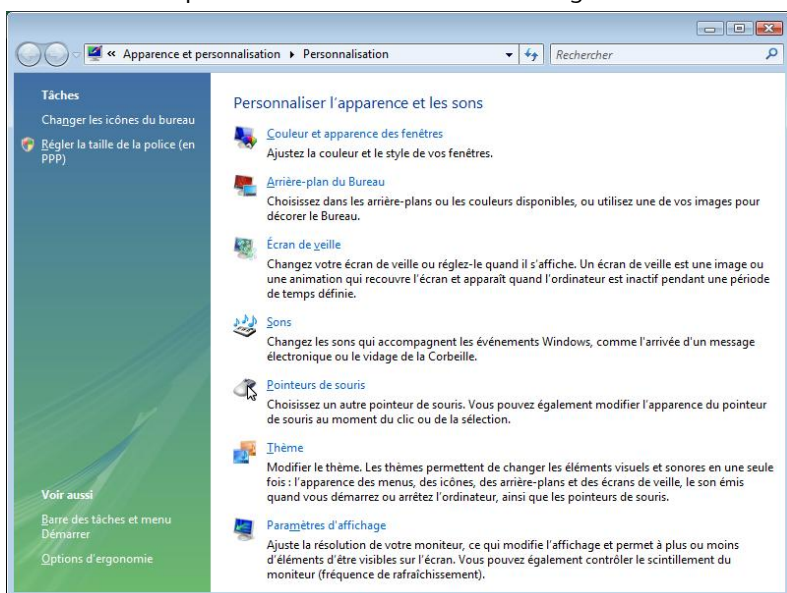 « Apparence et personnalisation Personnalisation
Rechercher
Tâches
Changer les icônes du bureau
Régler la taille de la police (en
PPP)
Voir aussi
Barre des tâches et menu
Démarrer
Options d'ergonomie
Personnaliser l'apparence et les sons
Couleur et apparence des fenêtres
Ajustez la couleur et le style de vos fenêtres.
Arrière-plan du Bureau
Choisissez dans les arrière-plans ou les couleurs disponibles, ou utilisez une de vos images pour
décorer le Bureau.
Écran de veille
Changez votre écran de veille ou réglez-le quand il s'affiche. Un écran de veille est une image ou
une animation qui recouvre l'écran et apparaît quand l'ordinateur est inactif pendant une période
de temps définie.
Sons
Changez les sons qui accompagnent les événements Windows, comme l'arrivée d'un message
électronique ou le vidage de la Corbeille.
Pointeurs de souris
Choisissez un autre pointeur de souris. Vous pouvez également modifier l'apparence du pointeur
de souris au moment du clic ou de la sélection.
Thème
Modifier le thème. Les thèmes permettent de changer les éléments visuels et sonores en une seule
fois : l'apparence des menus, des icônes, des arrière-plans et des écrans de veille, le son émis
quand vous démarrez ou arrêtez l'ordinateur, ainsi que les pointeurs de souris.
Paramètres d'affichage
Ajuste la résolution de votre moniteur, ce qui modifie l'affichage et permet à plus ou moins
d'éléments d'être visibles sur l'écran. Vous pouvez également contrôler le scintillement du
moniteur (fréquence de rafraîchissement).